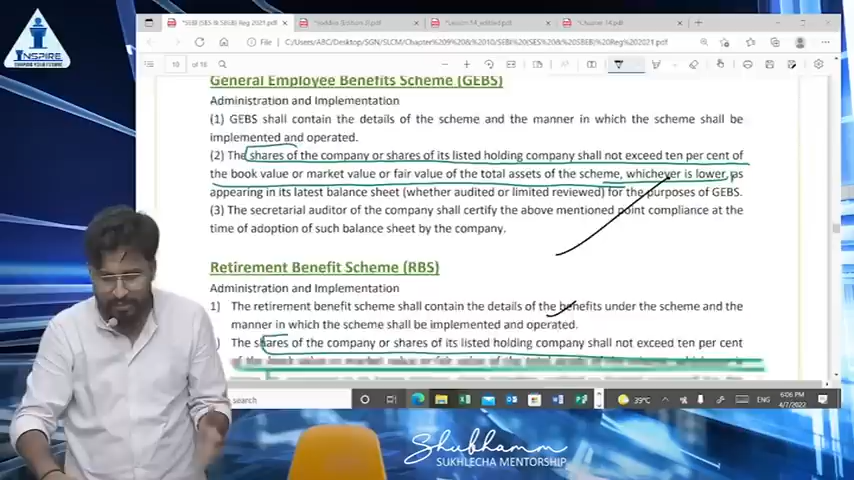 INSPIRE
*SEBI (SES & SBEB) Reg 2021.pdf
*Lesson 14_edited.pdf
*Chapter 14.pdf
File
C:/Users/ABC/Desktop/SGN/SLCM/Chapter%209%20&%2010/SEBI%20(SES%20&%20SBEB)%20Reg%202021.pdf
10 of 18
General Employee Benefits Scheme (GEBS)
Administration and Implementation
(1) GEBS shall contain the details of the scheme and the manner in which the scheme shall be
implemented and operated.
(2) The shares of the company or shares of its listed holding company shall not exceed ten per cent of
the book value or market value or fair value of the total assets of the scheme, whichever is lower, as
appearing in its latest balance sheet (whether audited or limited reviewed) for the purposes of GEBS.
(3) The secretarial auditor of the company shall certify the above mentioned point compliance at the
time of adoption of such balance sheet by the company.
Retirement Benefit Scheme (RBS)
Administration and Implementation
1) The retirement benefit scheme shall contain the details of the benefits under the scheme and the
manner in which the scheme shall be implemented and operated.
) The shares of the company or shares of its listed holding company shall not exceed ten per cent
search
39°C
ENG
6:06 PM
4/7/2022
Shubhamm
SUKHLECHA MENTORSHIP